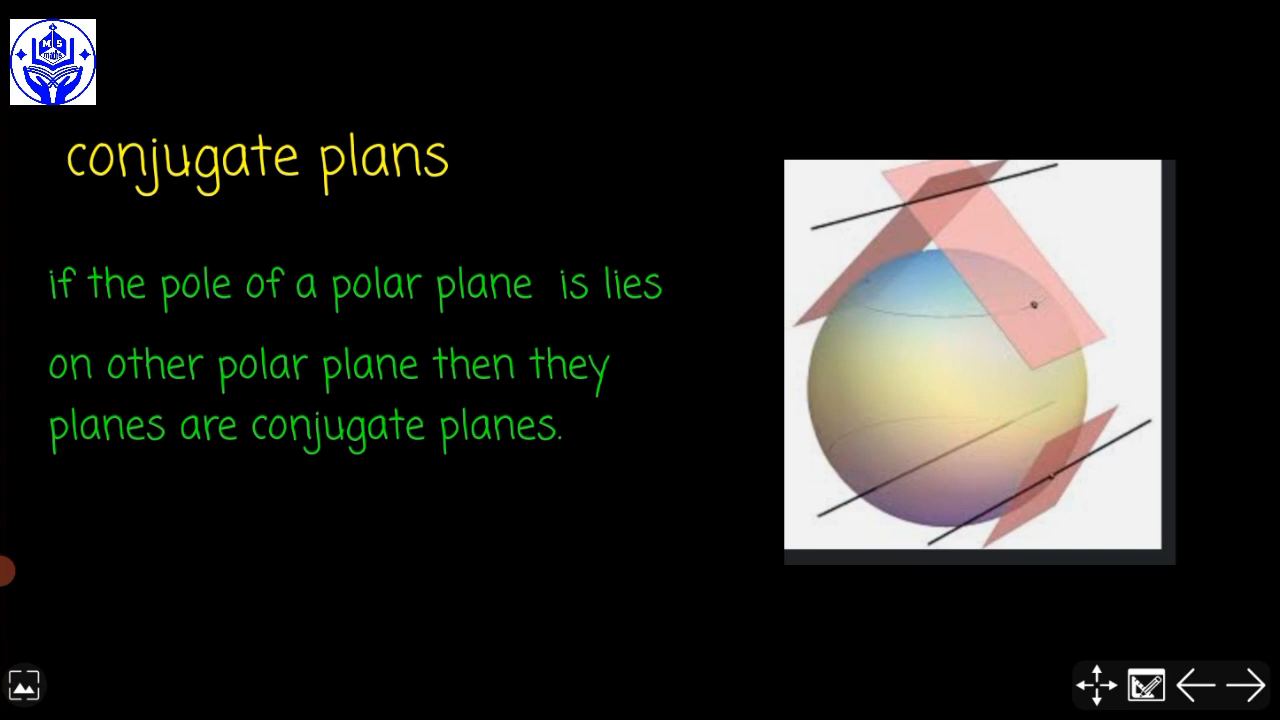 M S
maths
conjugate plans
if the pole of a polar plane is lies
on other polar plane then they
planes are conjugate planes.